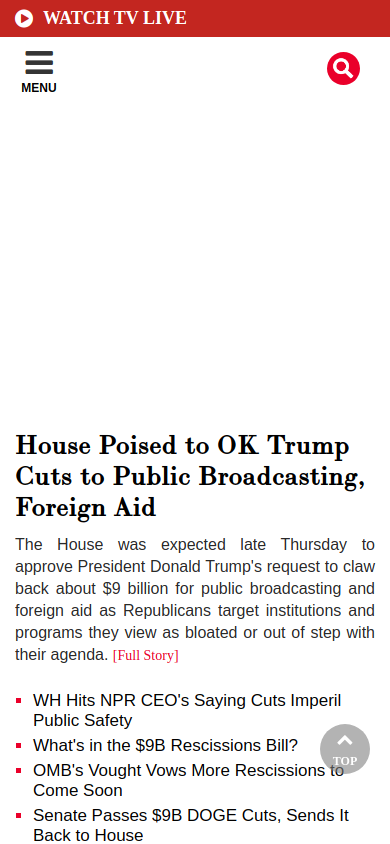 WATCH TV LIVE
MENU
House Poised to OK Trump
Cuts to Public Broadcasting,
Foreign Aid
The House was expected late Thursday to
approve President Donald Trump's request to claw
back about $9 billion for public broadcasting and
foreign aid as Republicans target institutions and
programs they view as bloated or out of step with
their agenda. [Full Story]
WH Hits NPR CEO's Saying Cuts Imperil
Public Safety
What's in the $9B Rescissions Bill?
OMB's Vought Vows More Rescissions to
Come Soon
TOP
Senate Passes $9B DOGE Cuts, Sends It
Back to House